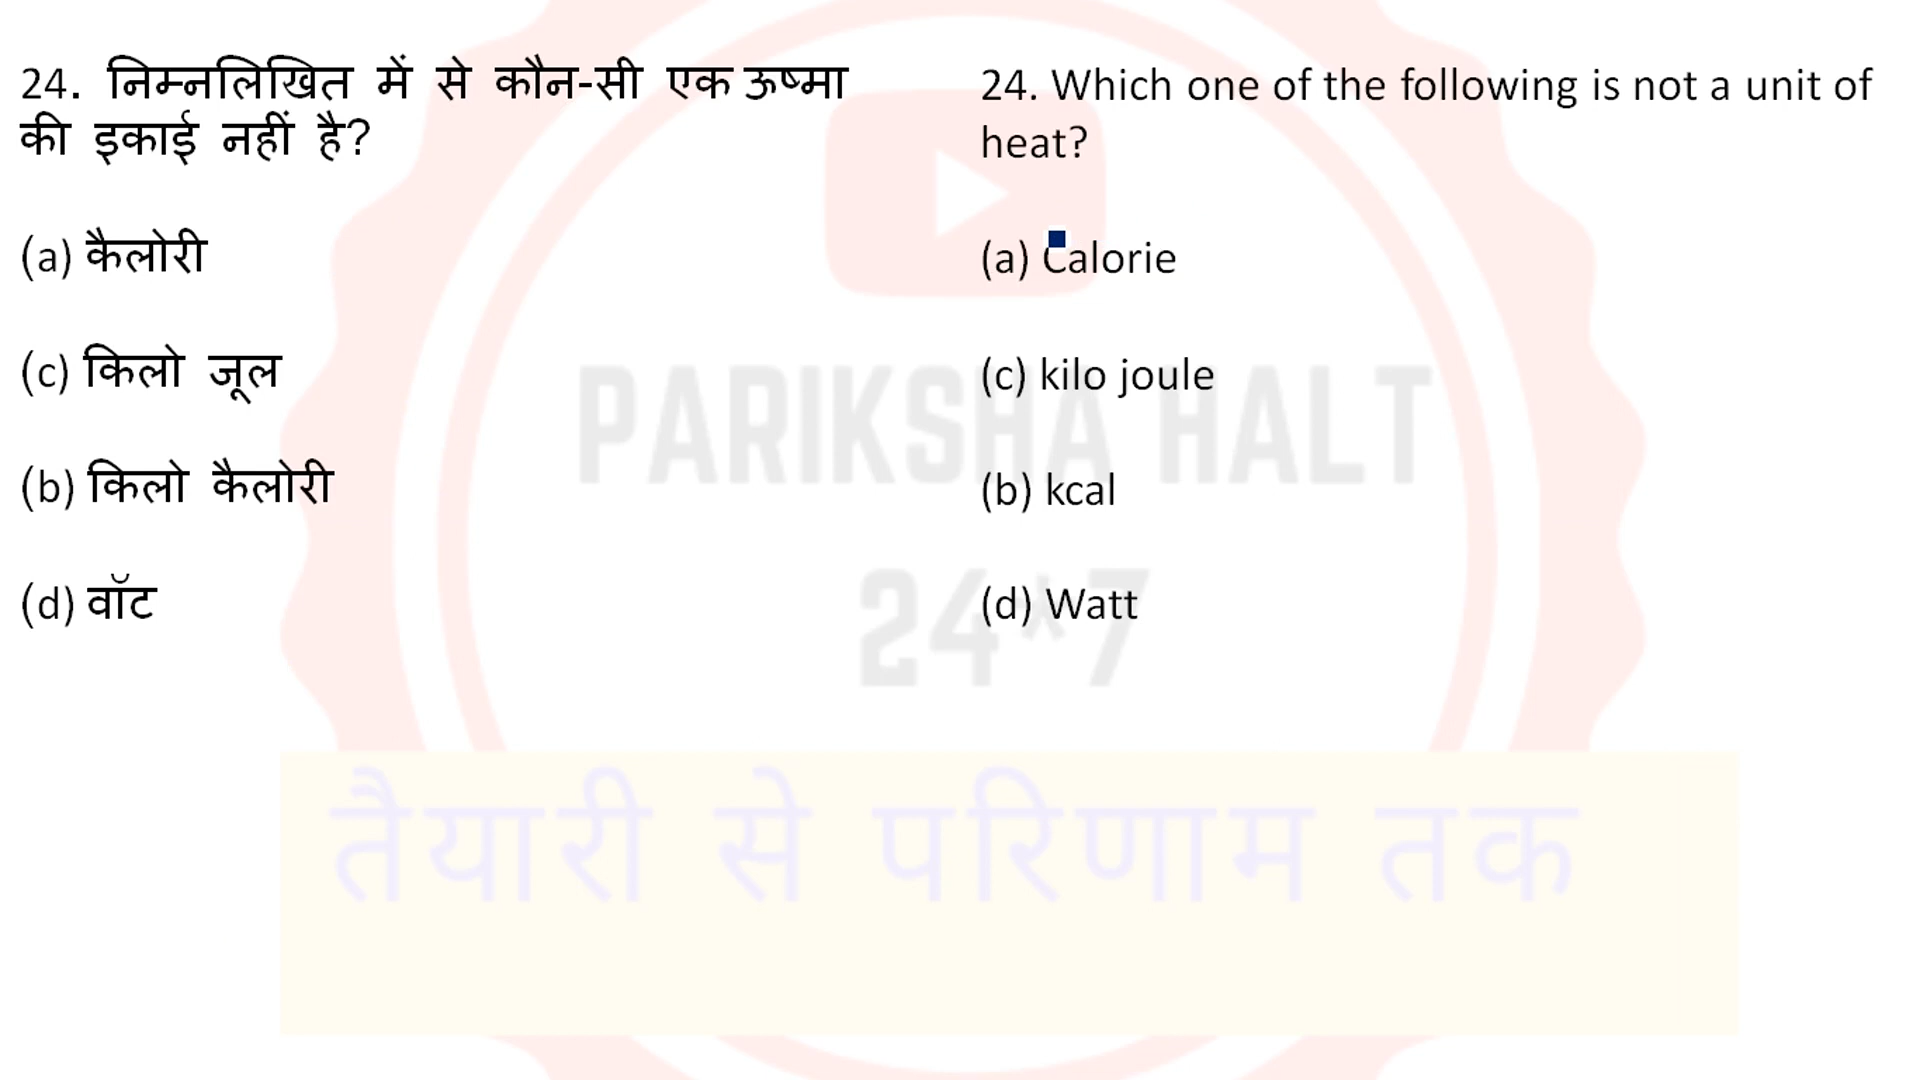 24. निम्नलिखित में से कौन-सी एक ऊष्मा
की इकाई नहीं है?
(a) कैलोरी
(c) किलो जूल
(b) किलो कैलोरी
(d) वॉट
24. Which one of the following is not a unit of
heat?
(a) Calorie
(c) kilo joule
(b) kcal
(d) Watt
PARIKSHA HALT
24*7
तैयारी से परिणाम तक